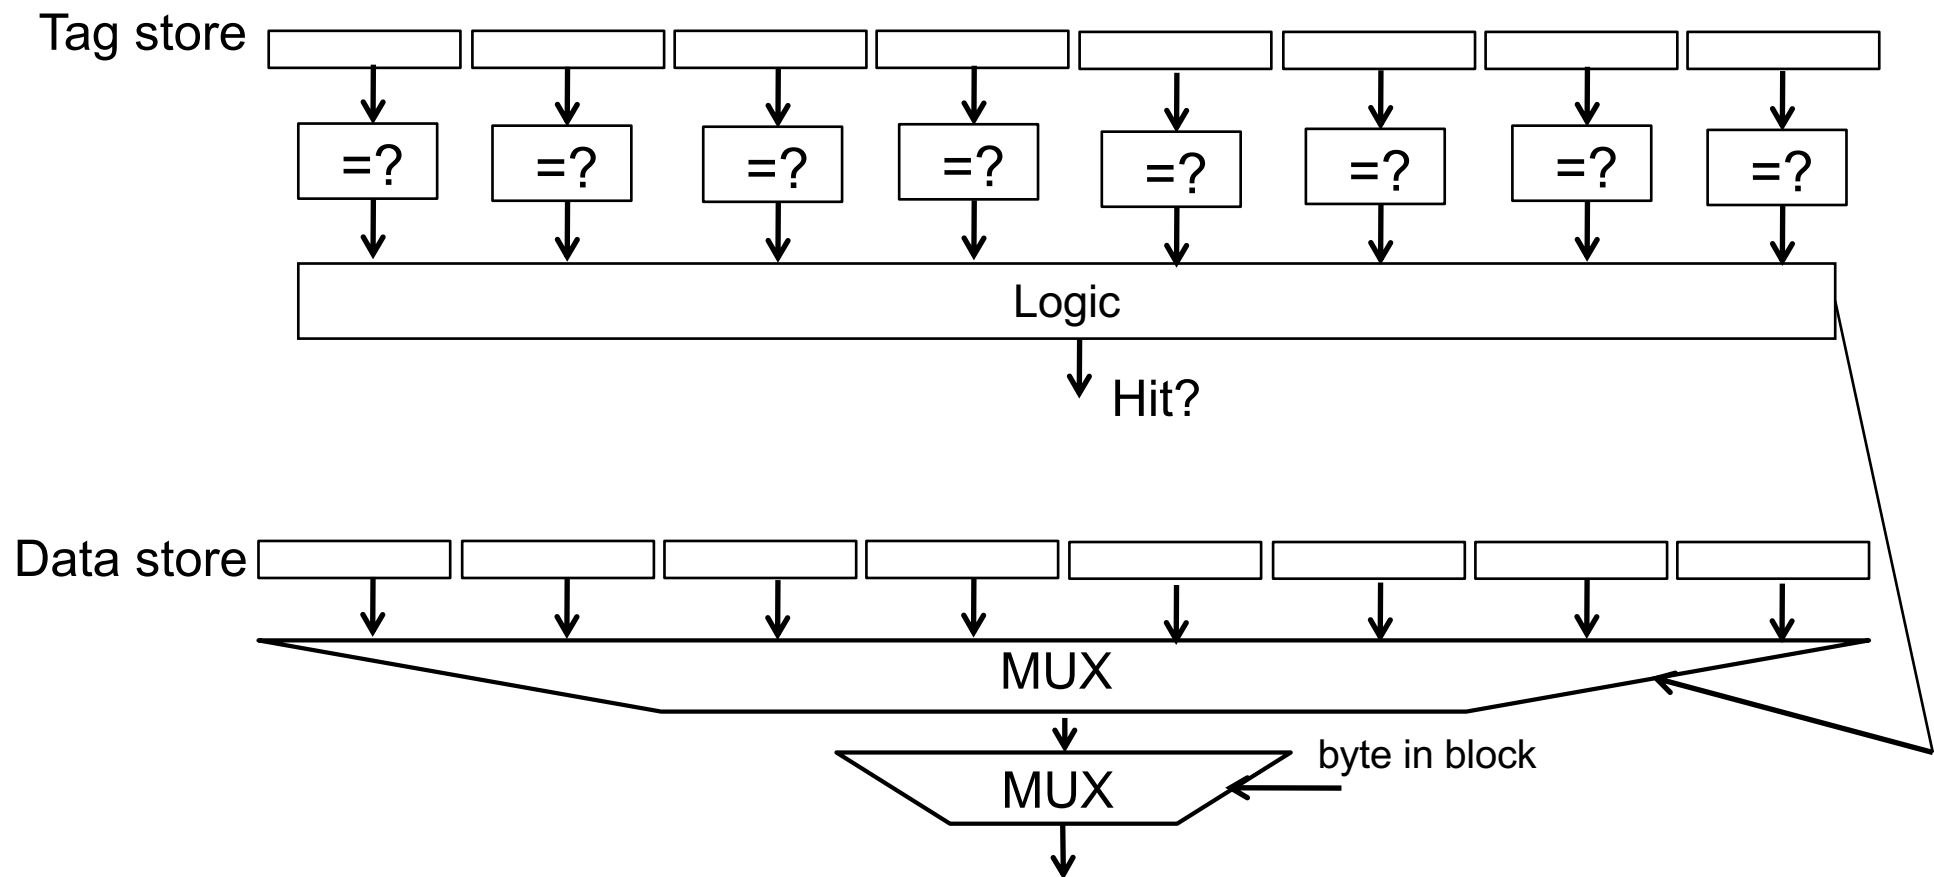 Tag store
=? =? =? =? =? =? =? =?
Logic
Hit?
Data store
MUX
byte in block
MUX